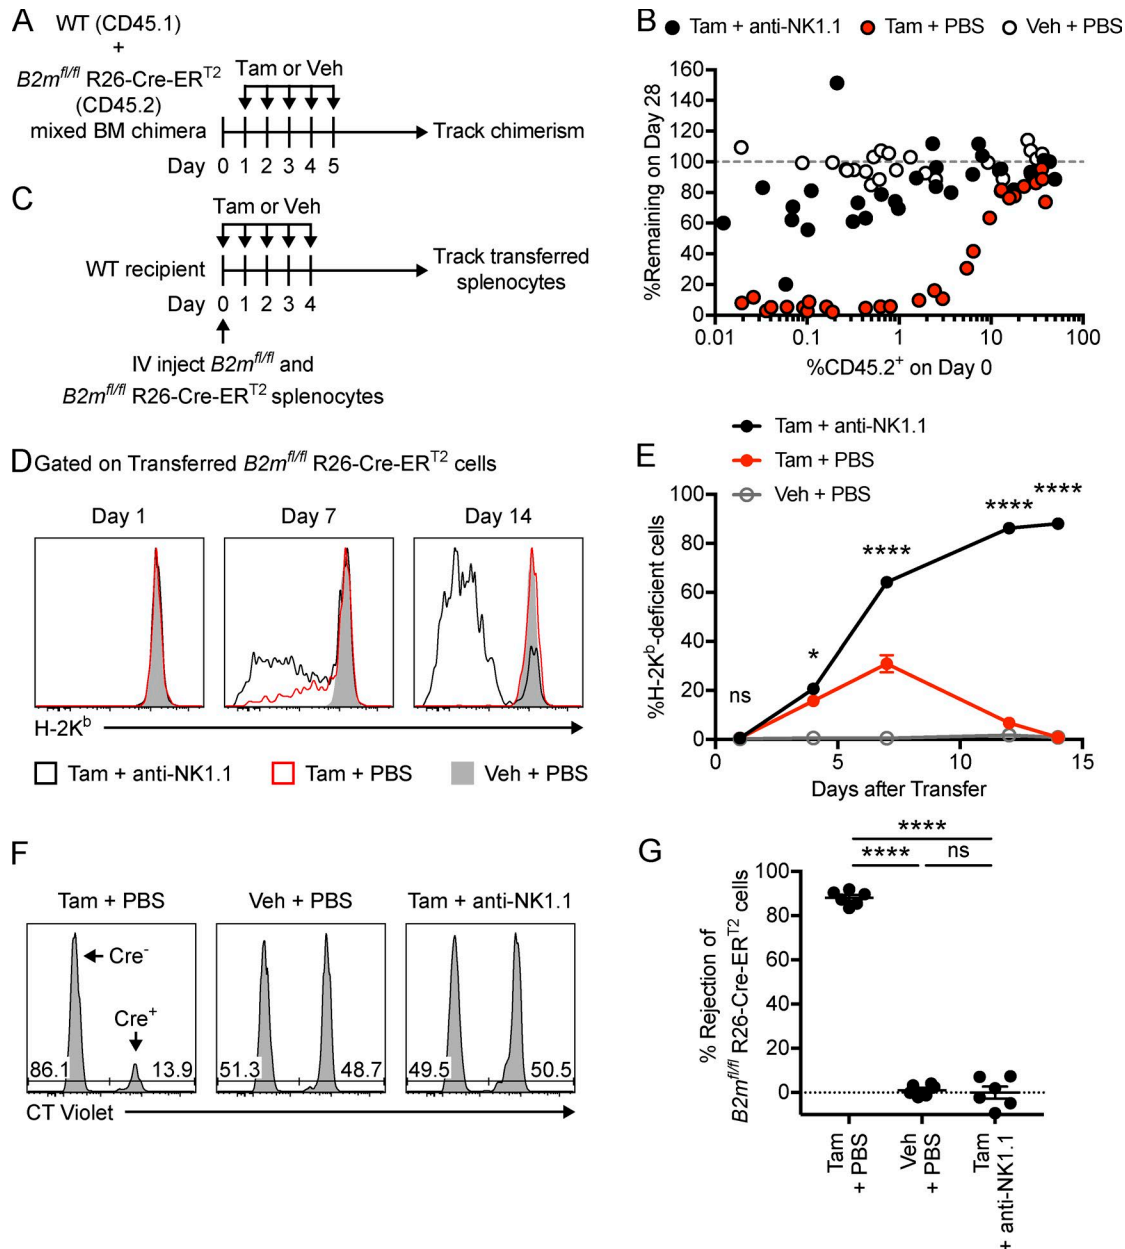 A
WT (CD45.1)
+
B2m^fl/fl R26-Cre-ER^T2
(CD45.2)
mixed BM chimera
Tam or Veh
Track chimerism
Day 0 1 2 3 4 5
B
Tam + anti-NK1.1 Tam + PBS Veh + PBS
%Remaining on Day 28
160
140
120
100
80
60
40
20
0
0.01 0.1 1 10 100
%CD45.2+ on Day 0
C
Tam or Veh
WT recipient
Track transferred
splenocytes
Day 0 1 2 3 4
IV inject B2m^fl/fl and
B2m^fl/fl R26-Cre-ER^T2 splenocytes
D Gated on Transferred B2m^fl/fl R26-Cre-ER^T2 cells
Day 1 Day 7 Day 14
H-2K^b
Tam + anti-NK1.1 Tam + PBS Veh + PBS
E
Tam + anti-NK1.1
Tam + PBS
Veh + PBS
%H-2K^b-deficient cells
100
80
60
40
20
0
ns * **** **** ****
0 5 10 15
Days after Transfer
F
Tam + PBS Veh + PBS Tam + anti-NK1.1
Cre-
Cre+
86.1 13.9 51.3 48.7 49.5 50.5
CT Violet
G
****
**** ns
% Rejection of
B2m^fl/fl R26-Cre-ER^T2 cells
100
80
60
40
20
0
Tam
+ PBS
Veh
+ PBS
Tam
+ anti-NK1.1